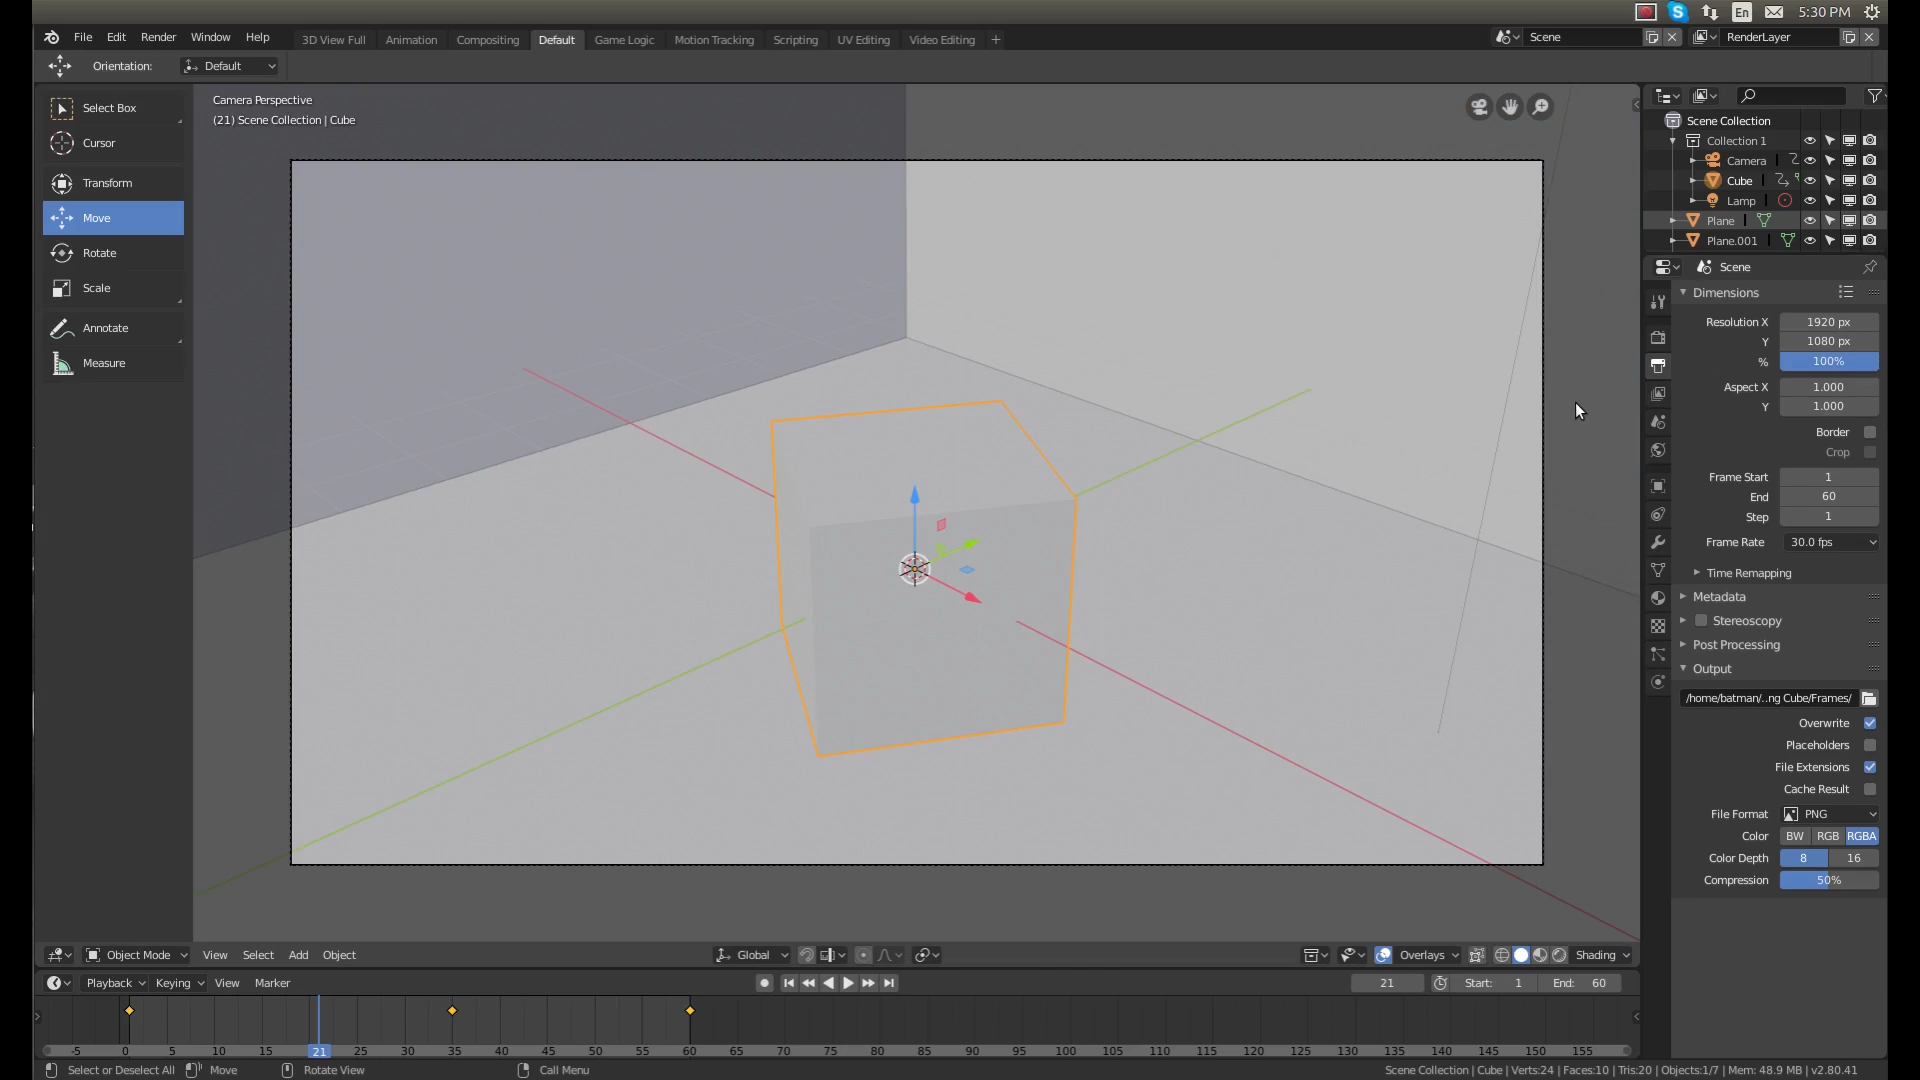 En 5:30 PM
File Edit Render Window Help 3D View Full Animation Compositing Default Game Logic Motion Tracking Scripting UV Editing Video Editing + Scene RenderLayer
Orientation: Default
Select Box
Cursor
Transform
Move
Rotate
Scale
Annotate
Measure
Camera Perspective
(21) Scene Collection | Cube
Scene Collection
Collection 1
Camera
Cube
Lamp
Plane
Plane.001
Scene
Dimensions
Resolution X 1920 px
Y 1080 px
% 100%
Aspect X 1.000
Y 1.000
Border
Crop
Frame Start 1
End 60
Step 1
Frame Rate 30.0 fps
Time Remapping
Metadata
Stereoscopy
Post Processing
Output
/home/batman/..ng Cube/Frames/
Overwrite
Placeholders
File Extensions
Cache Result
File Format PNG
Color BW RGB RGBA
Color Depth 8 16
Compression 50%
Object Mode View Select Add Object Global Overlays Shading
Playback Keying View Marker 21 Start: 1 End: 60
-5 0 5 10 15 21 25 30 35 40 45 50 55 60 65 70 75 80 85 90 95 100 105 110 115 120 125 130 135 140 145 150 155
Select or Deselect All Move Rotate View Call Menu Scene Collection | Cube | Verts:24 | Faces:10 | Tris:20 | Objects:1/7 | Mem: 48.9 MB | v2.80.41